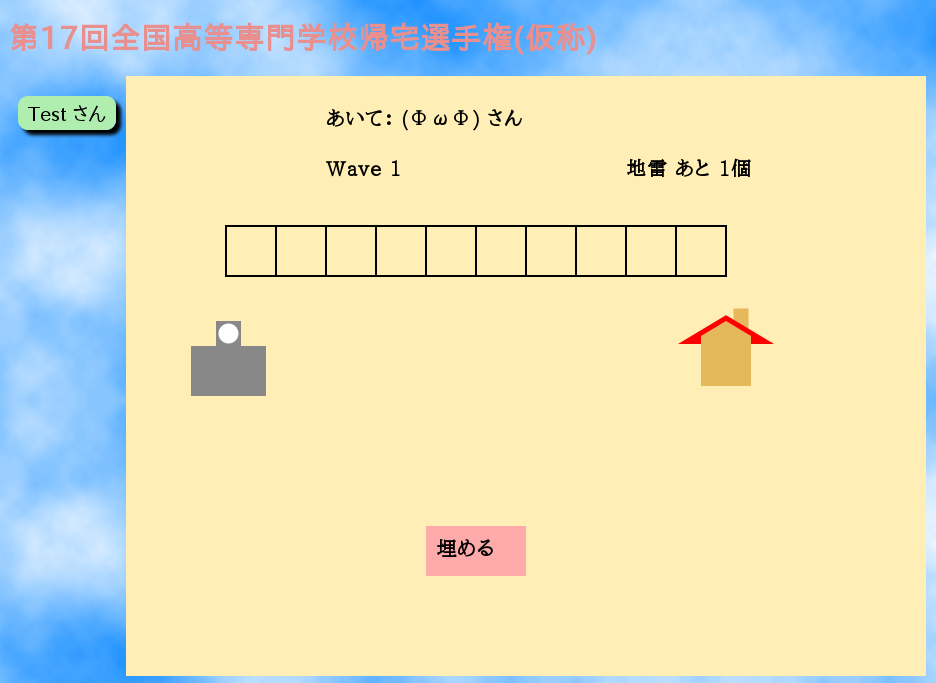 第17回全国高等専門学校帰宅選手権(仮称)
Test さん
あいて: (ΦωΦ) さん
Wave 1
地雷 あと 1個
埋める